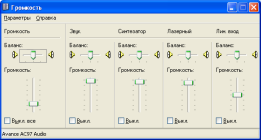 Громкость
Параметры Справка
Громкость Звук Синтезатор Лазерный Лин. вход
Баланс: Баланс: Баланс: Баланс: Баланс:
Громкость: Громкость: Громкость: Громкость: Громкость:
Выкл. все Выкл. Выкл. Выкл. Выкл.
Avance AC97 Audio